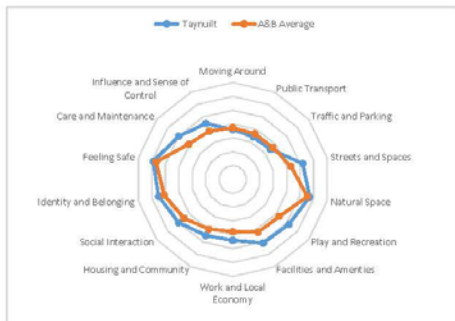 Taynuilt
A&B Average
Moving Around
Influence and Sense of
Control
Public Transport
Care and Maintenance
Traffic and Parking
Feeling Safe
Streets and Spaces
Identity and Belonging
Natural Space
Social Interaction
Play and Recreation
Housing and Community
Facilities and Amenties
Work and Local
Economy